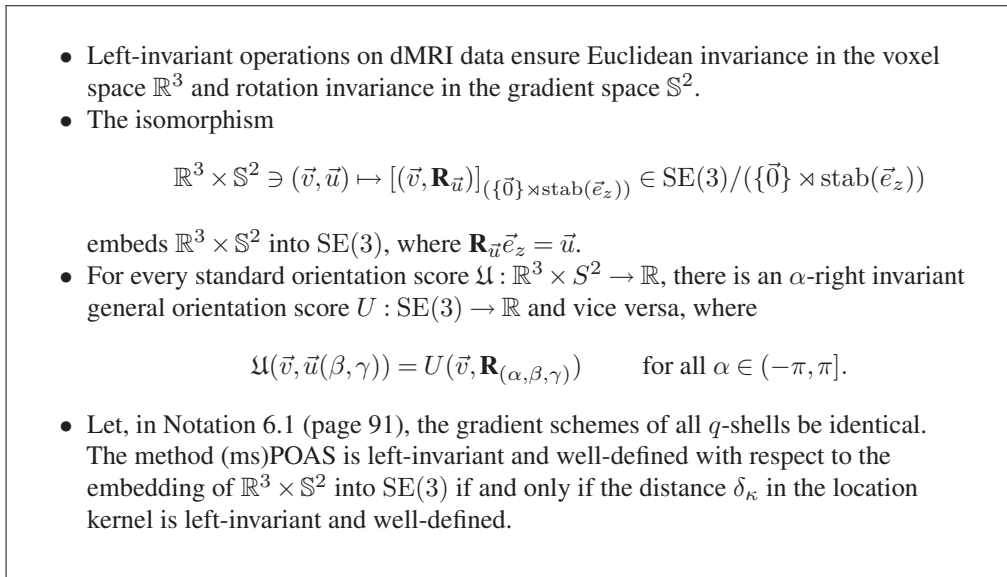 • Left-invariant operations on dMRI data ensure Euclidean invariance in the voxel
space ℝ³ and rotation invariance in the gradient space 𝕊².
• The isomorphism
ℝ³ × 𝕊² ∋ (v⃗, u⃗) ↦ [(v⃗, 𝐑_u⃗)]_({0⃗}⋊stab(e⃗_z)) ∈ SE(3)/({0⃗} ⋊ stab(e⃗_z))
embeds ℝ³ × 𝕊² into SE(3), where 𝐑_u⃗ e⃗_z = u⃗.
• For every standard orientation score 𝔘 : ℝ³ × S² → ℝ, there is an α-right invariant
general orientation score U : SE(3) → ℝ and vice versa, where
𝔘(v⃗, u⃗(β, γ)) = U(v⃗, 𝐑_(α,β,γ)) for all α ∈ (−π, π].
• Let, in Notation 6.1 (page 91), the gradient schemes of all q-shells be identical.
The method (ms)POAS is left-invariant and well-defined with respect to the
embedding of ℝ³ × 𝕊² into SE(3) if and only if the distance δ_κ in the location
kernel is left-invariant and well-defined.